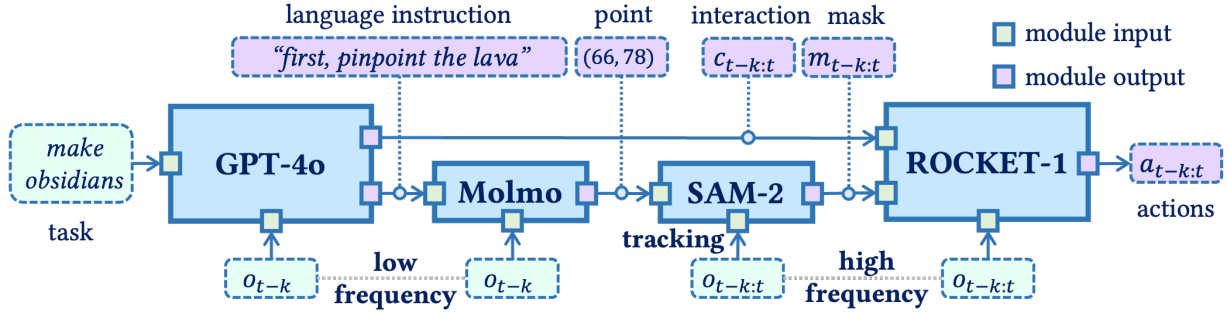 language instruction
point
interaction
mask
module input
"first, pinpoint the lava"
(66, 78)
c_{t−k:t}
m_{t−k:t}
module output
make
obsidians
task
GPT-4o
Molmo
SAM-2
tracking
ROCKET-1
a_{t−k:t}
actions
o_{t−k}
low
frequency
o_{t−k}
o_{t−k:t}
high
frequency
o_{t−k:t}